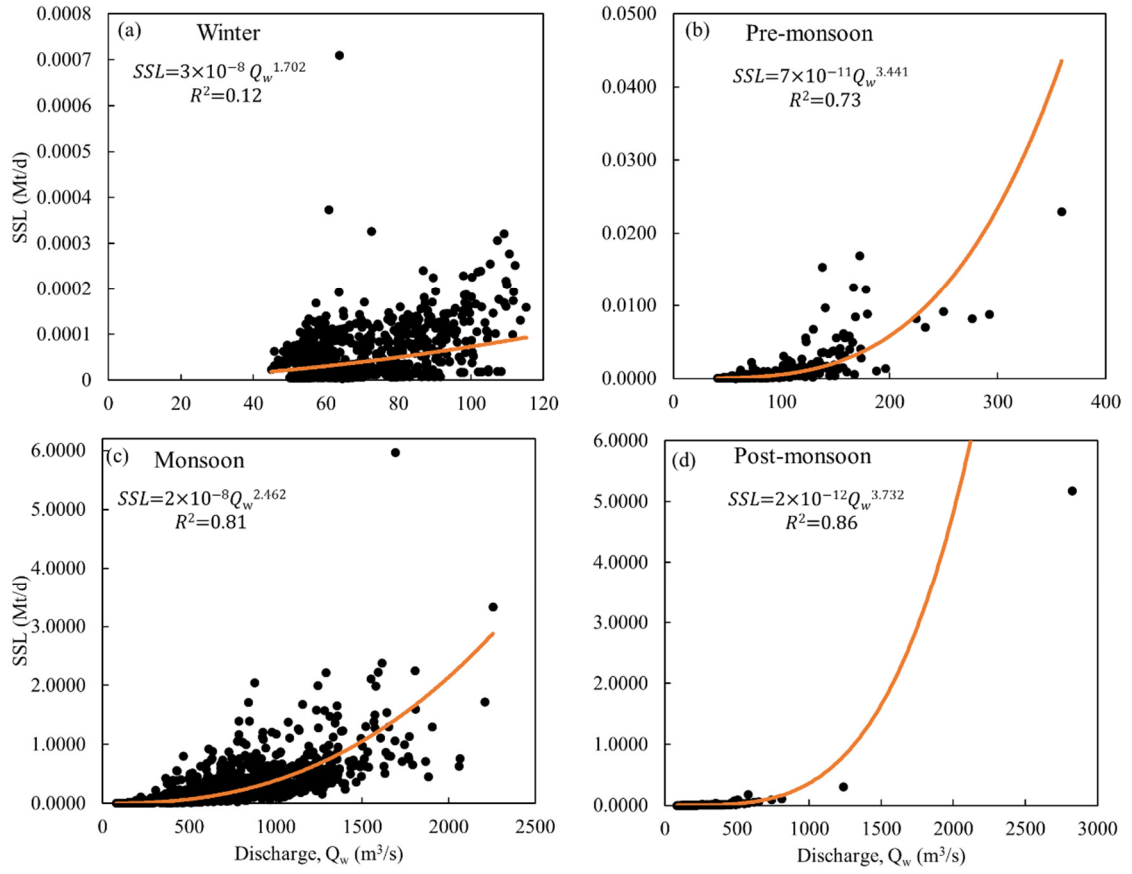 (a) Winter
SSL=3×10⁻⁸ Q_w^1.702
R²=0.12
0.0008
0.0007
0.0006
0.0005
0.0004
0.0003
0.0002
0.0001
0
0 20 40 60 80 100 120
SSL (Mt/d)
(b) Pre-monsoon
SSL=7×10⁻¹¹Q_w^3.441
R²=0.73
0.0500
0.0400
0.0300
0.0200
0.0100
0.0000
0 100 200 300 400
(c) Monsoon
SSL=2×10⁻⁸Q_w^2.462
R²=0.81
6.0000
5.0000
4.0000
3.0000
2.0000
1.0000
0.0000
0 500 1000 1500 2000 2500
SSL (Mt/d)
Discharge, Q_w (m³/s)
(d) Post-monsoon
SSL=2×10⁻¹²Q_w^3.732
R²=0.86
6.0000
5.0000
4.0000
3.0000
2.0000
1.0000
0.0000
0 500 1000 1500 2000 2500 3000
Discharge, Q_w (m³/s)